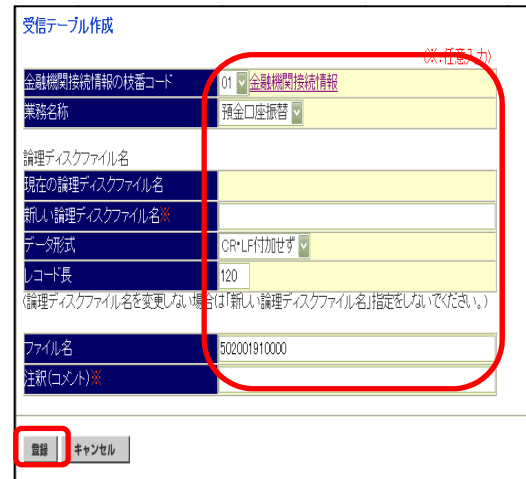 受信テーブル作成
(※:任意入力)
金融機関接続情報の枝番コード 01 金融機関接続情報
業務名称 預金口座振替
論理ディスクファイル名
現在の論理ディスクファイル名
新しい論理ディスクファイル名※
データ形式 CR・LF付加せず
レコード長 120
(論理ディスクファイル名を変更しない場合は「新しい論理ディスクファイル名」指定をしないでください。)
ファイル名 502001910000
注釈(コメント)※
登録 キャンセル